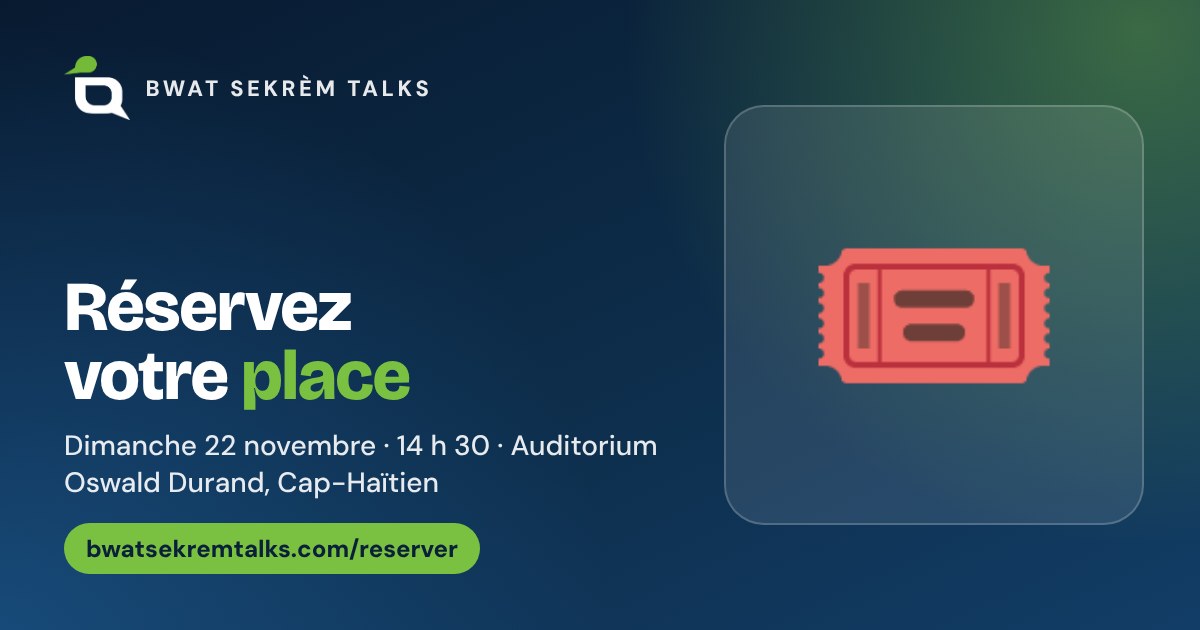 BWAT SEKRÈM TALKS
Réservez
votre place
Dimanche 22 novembre · 14 h 30 · Auditorium
Oswald Durand, Cap-Haïtien
bwatsekremtalks.com/reserver